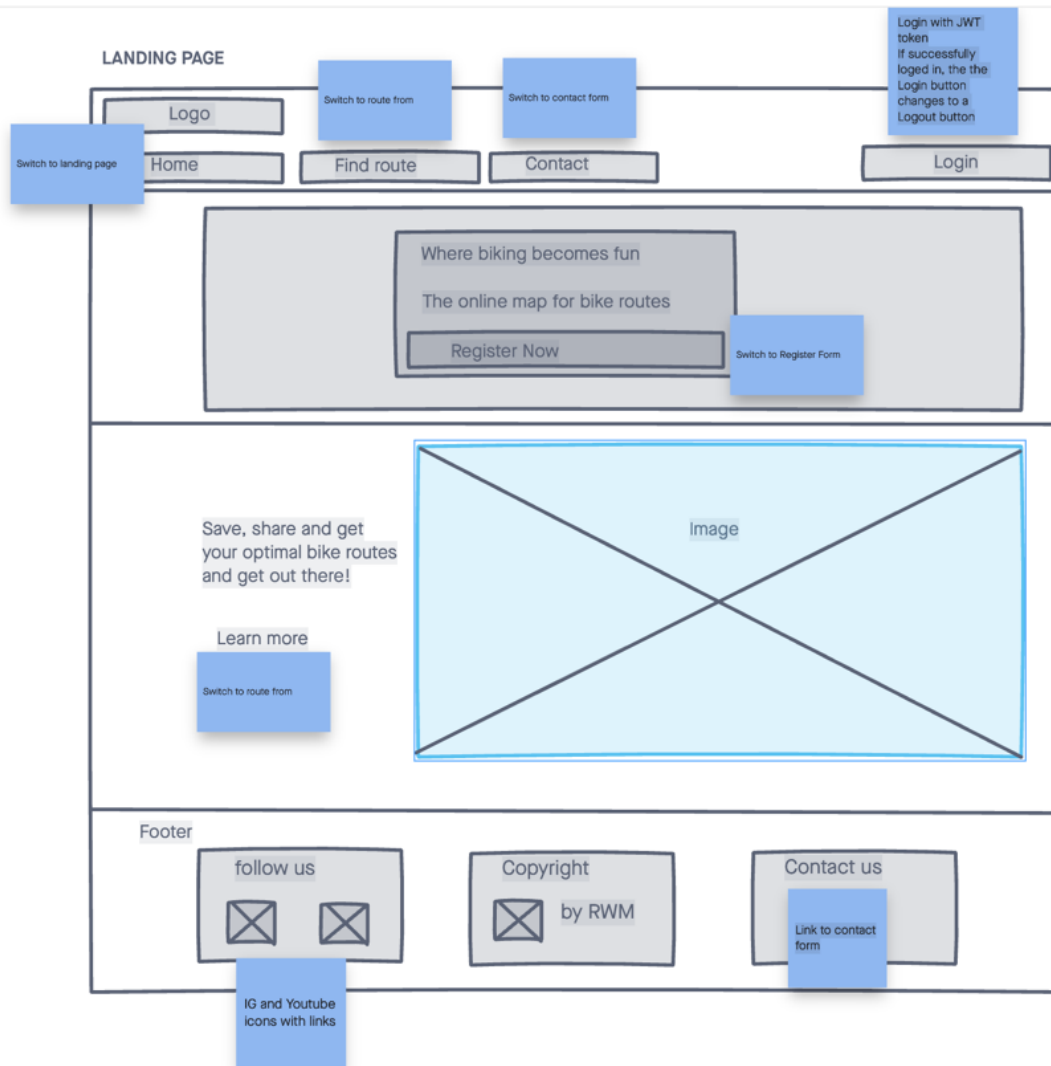 Login with JWT
token
If successfully
loged in, the the
Login button
changes to a
Logout button
LANDING PAGE
Switch to route from
Switch to contact form
Logo
Switch to landing page
Home
Find route
Contact
Login
Where biking becomes fun
The online map for bike routes
Register Now
Switch to Register Form
Save, share and get
your optimal bike routes
and get out there!
Image
Learn more
Switch to route from
Footer
follow us
Copyright
by RWM
Contact us
Link to contact
form
IG and Youtube
icons with links